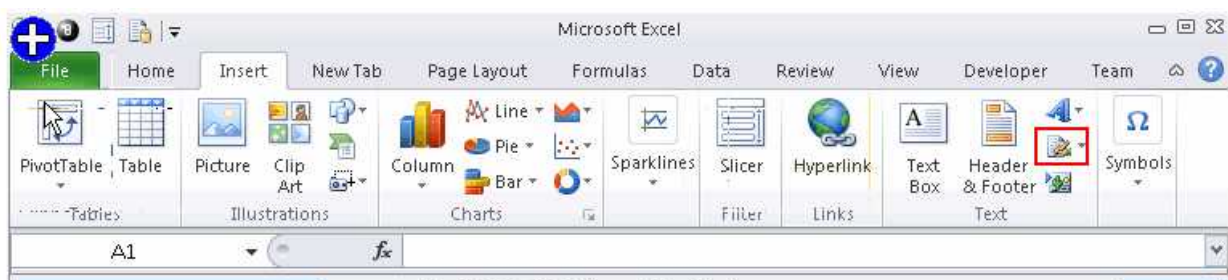 Microsoft Excel
File Home Insert New Tab Page Layout Formulas Data Review View Developer Team
Line
Pie
Bar
PivotTable Table Picture Clip Art Column Sparklines Slicer Hyperlink Text Box Header & Footer Symbols
Tables Illustrations Charts Filter Links Text
A1 fx